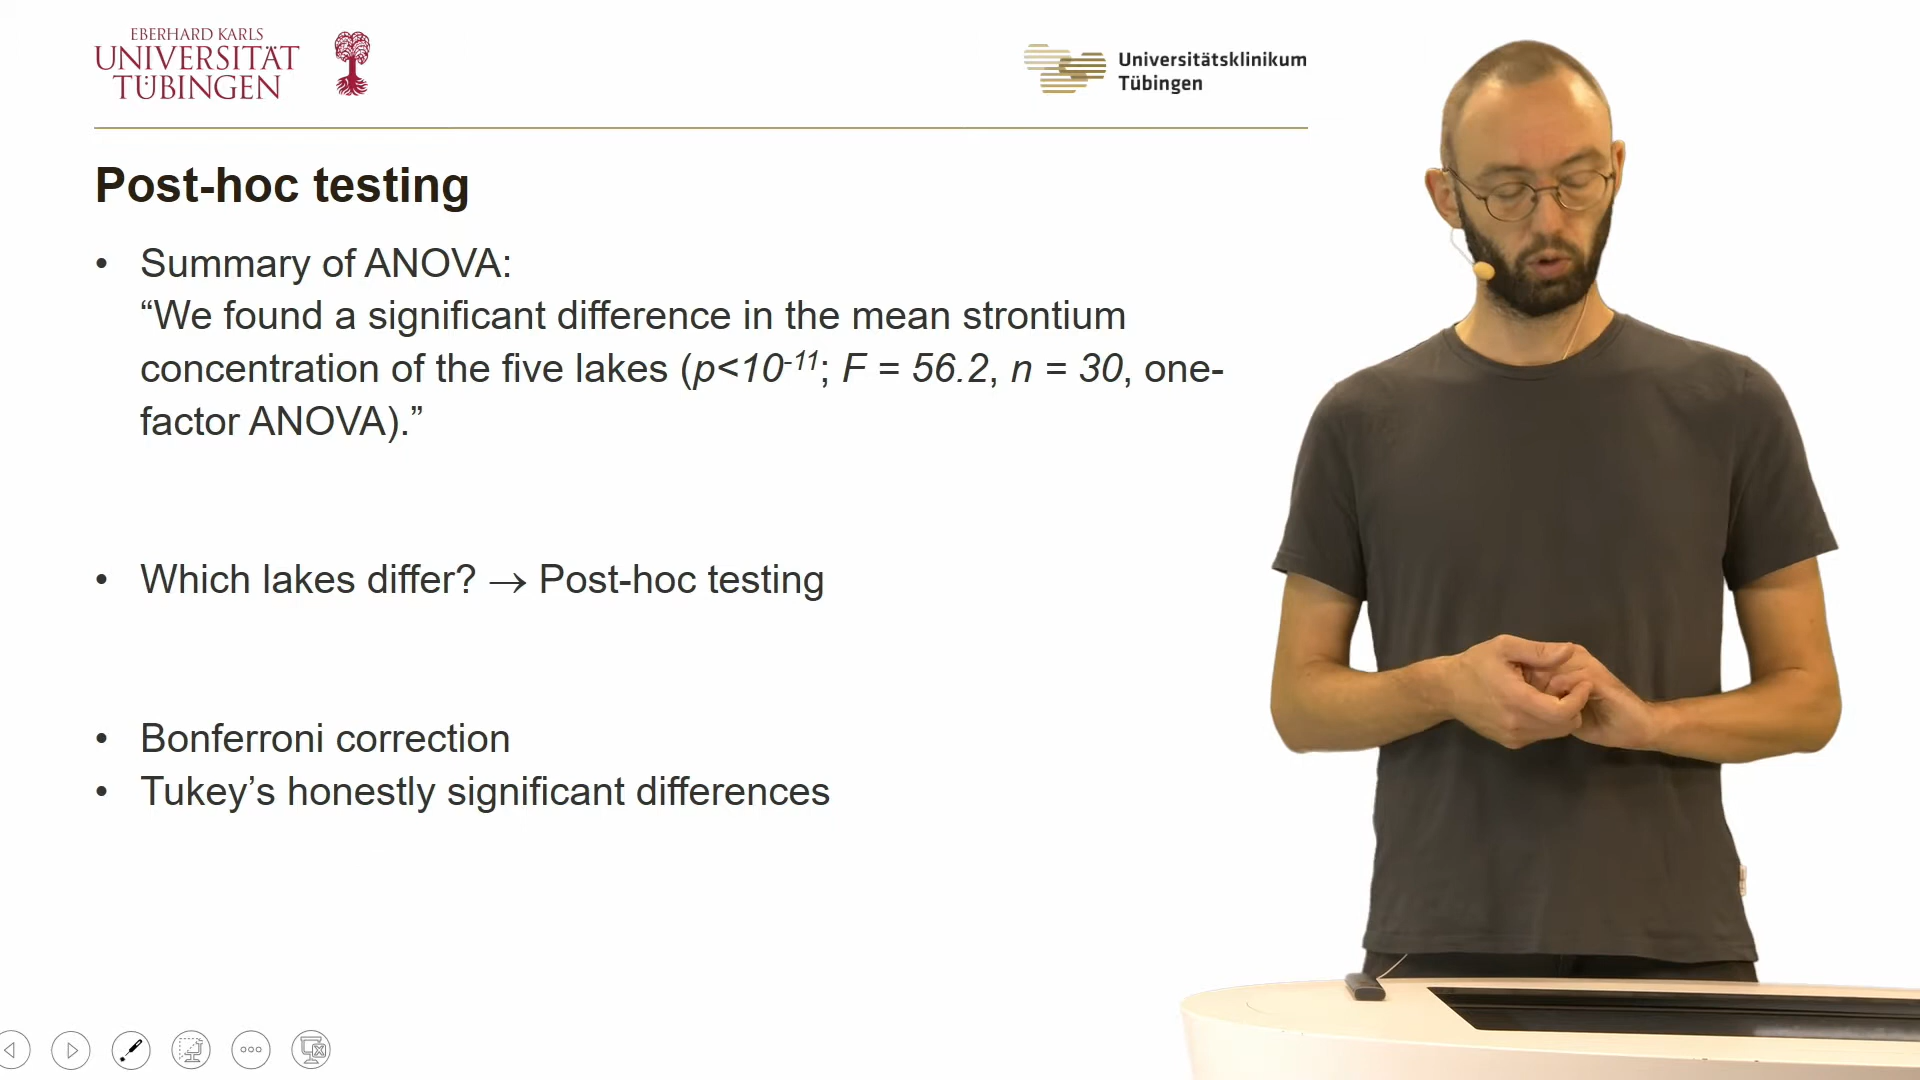 EBERHARD KARLS
UNIVERSITÄT
TÜBINGEN
Universitätsklinikum
Tübingen
Post-hoc testing
• Summary of ANOVA:
“We found a significant difference in the mean strontium
concentration of the five lakes (p<10⁻¹¹; F = 56.2, n = 30, one-
factor ANOVA).”
• Which lakes differ? → Post-hoc testing
• Bonferroni correction
• Tukey’s honestly significant differences